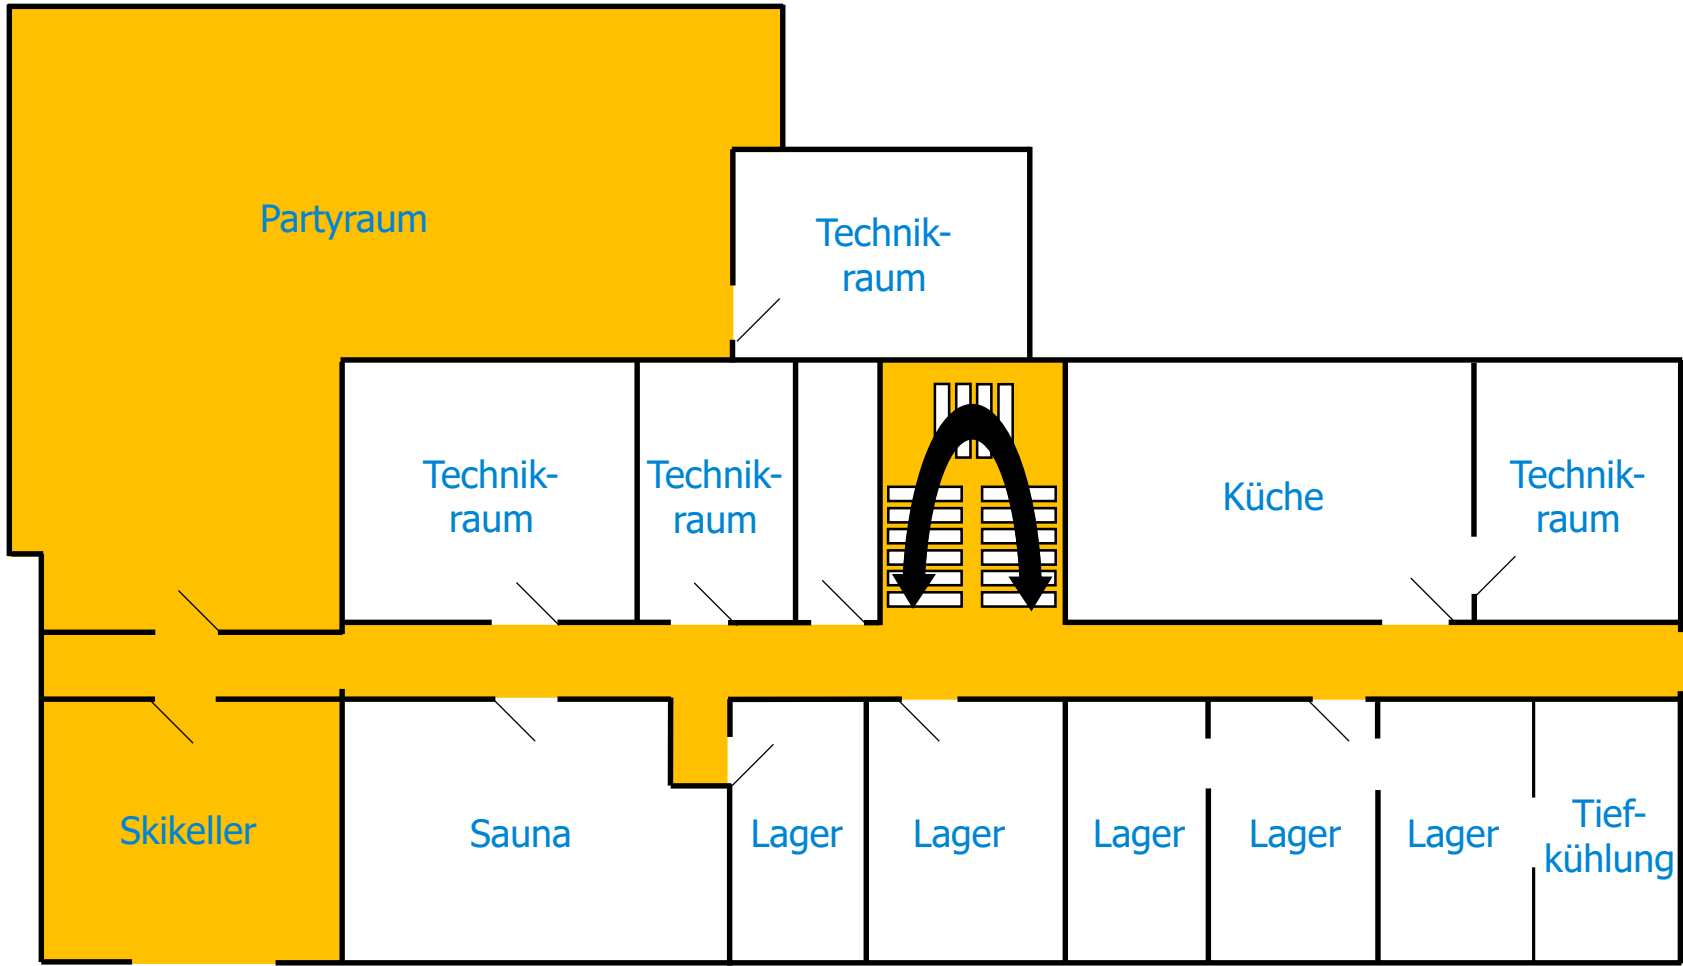 Partyraum
Technik-
raum
Technik-
raum
Technik-
raum
Küche
Technik-
raum
Skikeller
Sauna
Lager
Lager
Lager
Lager
Lager
Tief-
kühlung